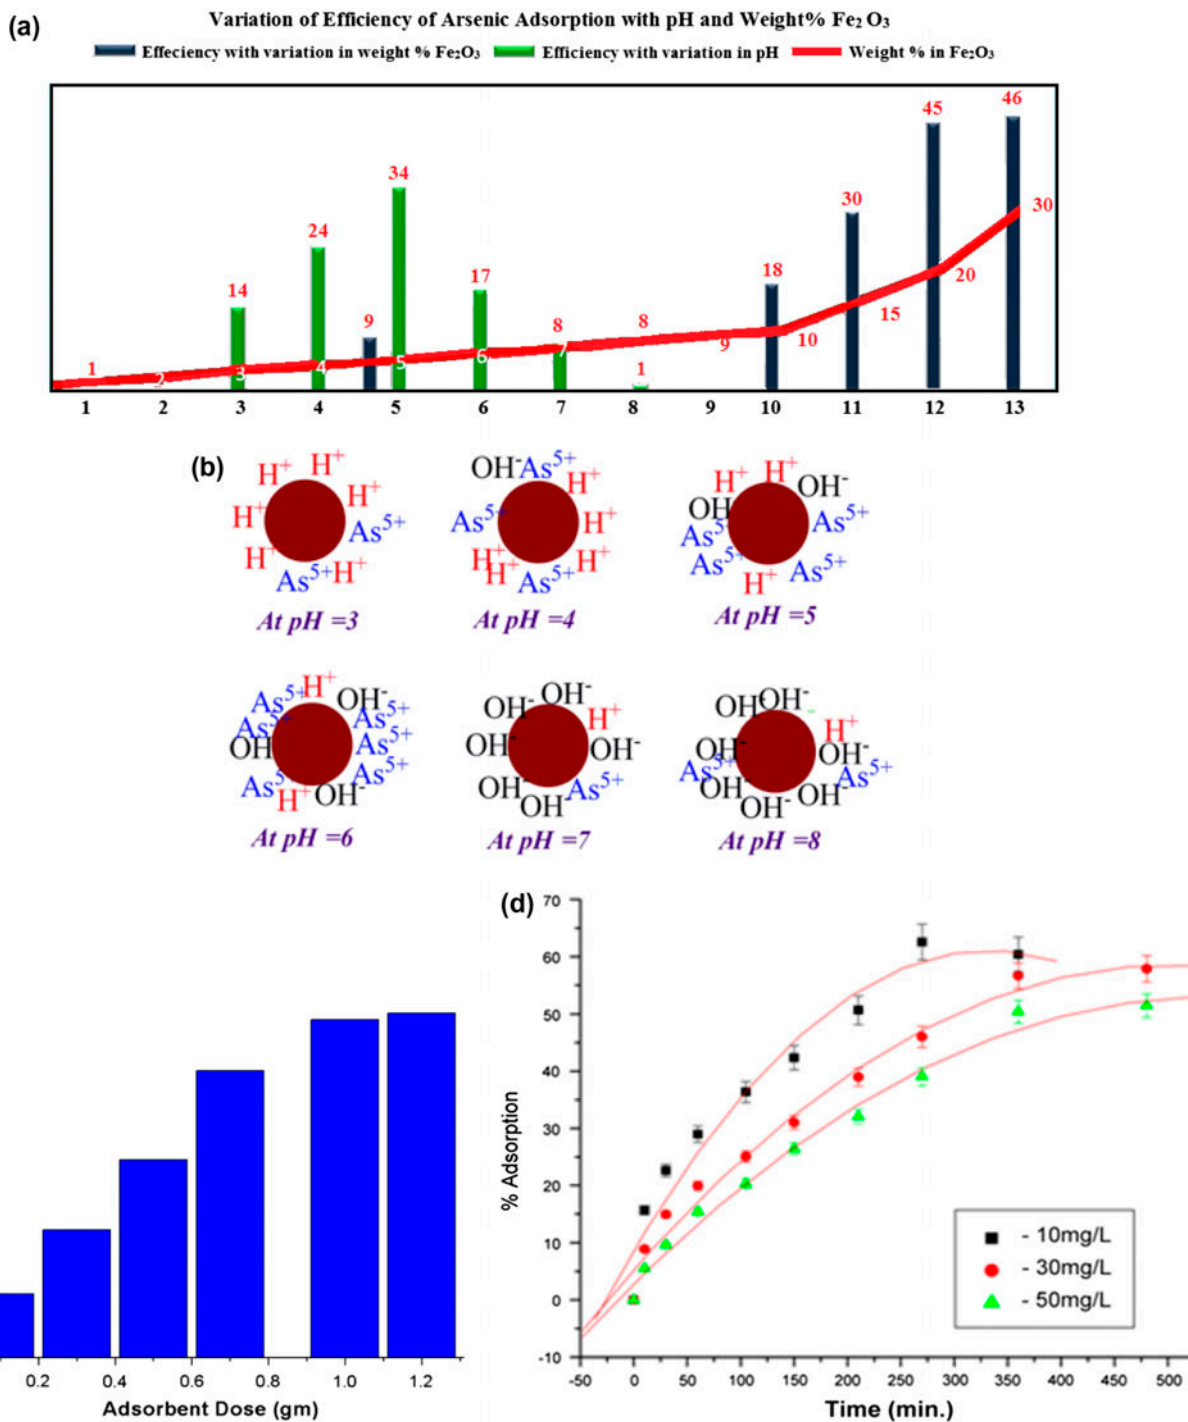 (a)
Variation of Efficiency of Arsenic Adsorption with pH and Weight% Fe₂ O₃
Effeciency with variation in weight % Fe₂O₃ Efficiency with variation in pH Weight % in Fe₂O₃
46
45
34
30
30
24
20
18
17
15
14
10
9 8 8
9
1 2 3 4 5 6 7 1
1 2 3 4 5 6 7 8 9 10 11 12 13
(b)
H⁺ H⁺ H⁺ H⁺ As⁵⁺ H⁺ As⁵⁺ H⁺
At pH =3
OH⁻ As⁵⁺ H⁺ As⁵⁺ H⁺ H⁺ H⁺ H⁺ As⁵⁺
At pH =4
H⁺ H⁺ OH⁻ OH As⁵⁺ As⁵⁺ As⁵⁺ As⁵⁺ H⁺
At pH =5
As⁵⁺ H⁺ OH⁻ As⁵⁺ As⁵⁺ OH As⁵⁺ As⁵⁺ As⁵⁺ H⁺ OH⁻
At pH =6
OH⁻ OH⁻ H⁺ OH⁻ OH⁻ OH⁻ As⁵⁺ OH⁻
At pH =7
OH⁻ OH⁻ H⁺ OH⁻ OH⁻ As⁵⁺ As⁵⁺ OH⁻ OH⁻ OH⁻
At pH =8
0.2 0.4 0.6 0.8 1.0 1.2
Adsorbent Dose (gm)
(d)
70
60
50
40
30
20
10
0
-10
% Adsorption
- 10mg/L
- 30mg/L
- 50mg/L
-50 0 50 100 150 200 250 300 350 400 450 500
Time (min.)